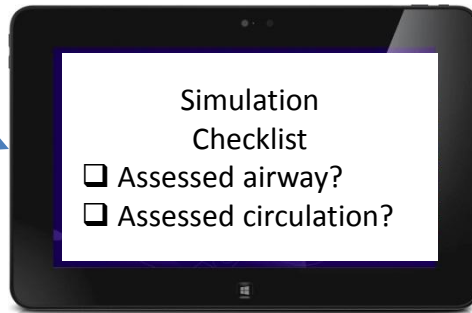 Simulation
Checklist
❑ Assessed airway?
❑ Assessed circulation?